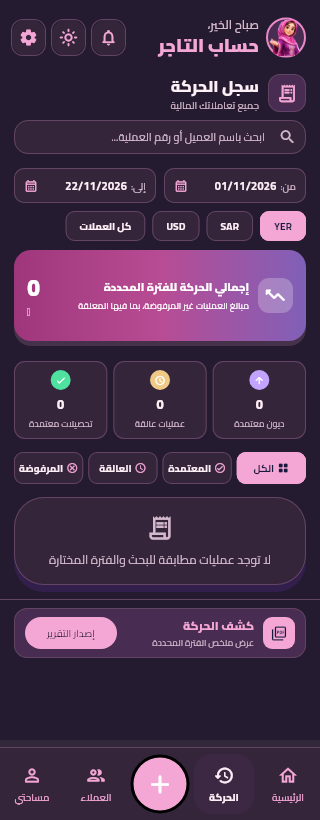 صباح الخير،
حساب التاجر
سجل الحركة
جميع تعاملاتك المالية
ابحث باسم العميل أو رقم العملية...
من: 01/11/2026
إلى: 22/11/2026
YER
SAR
USD
كل العملات
إجمالي الحركة للفترة المحددة
مبالغ العمليات غير المرفوضة، بما فيها المعلقة
0
0
ديون معتمدة
0
عمليات عالقة
0
تحصيلات معتمدة
الكل
المعتمدة
العالقة
المرفوضة
لا توجد عمليات مطابقة للبحث والفترة المختارة
PDF
كشف الحركة
عرض ملخص الفترة المحددة
إصدار التقرير
الرئيسية
الحركة
العملاء
مساحتي